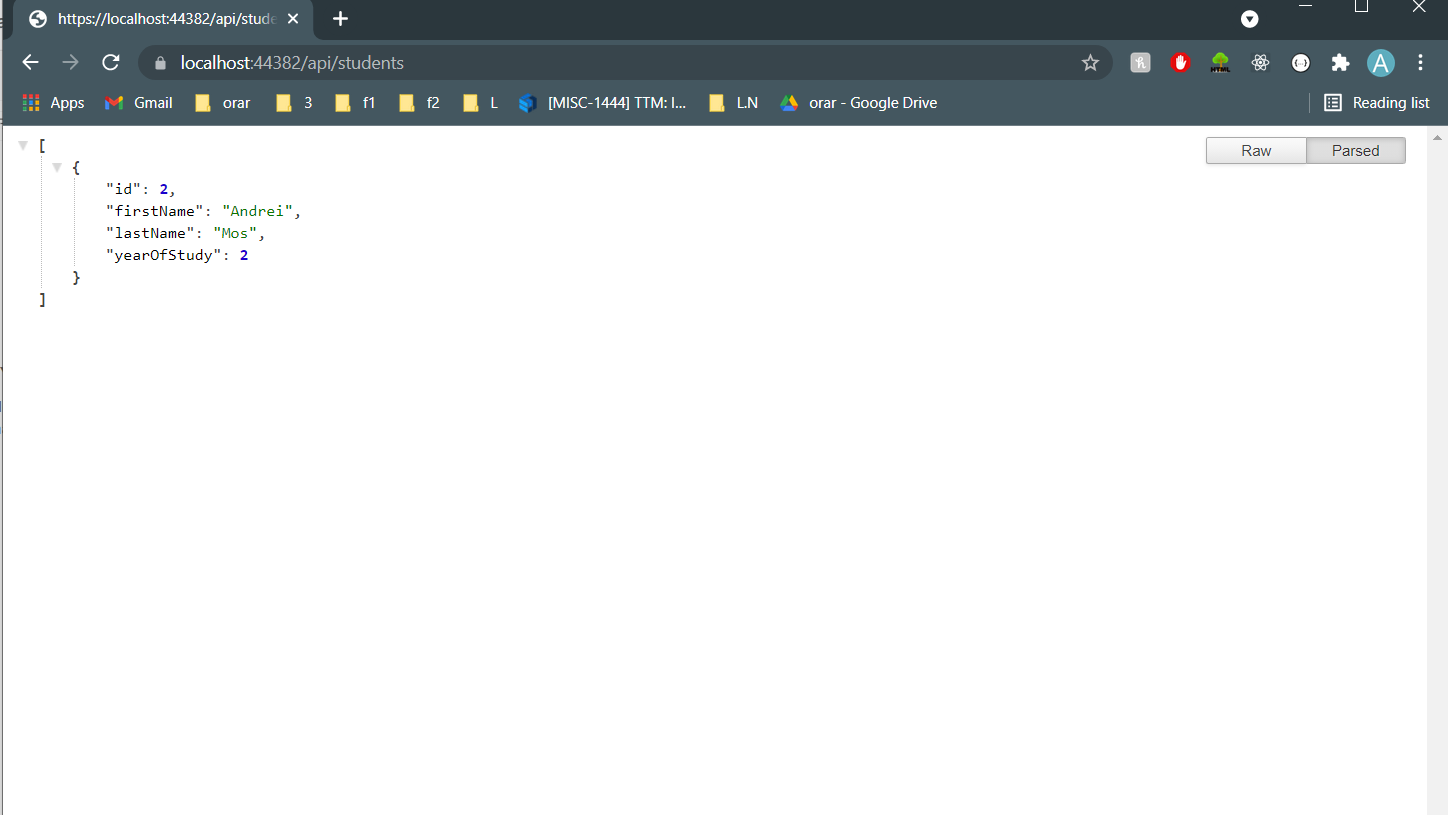 https://localhost:44382/api/stude
localhost:44382/api/students
Apps Gmail orar 3 f1 f2 L [MISC-1444] TTM: I... L.N orar - Google Drive Reading list
Raw Parsed
[
{
"id": 2,
"firstName": "Andrei",
"lastName": "Mos",
"yearOfStudy": 2
}
]
A
HTML